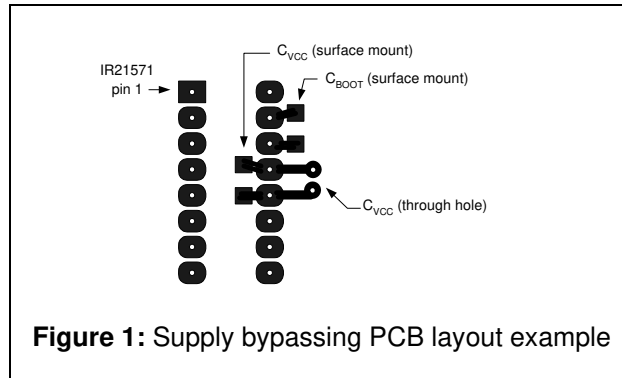 C_VCC (surface mount)
IR21571
pin 1
C_BOOT (surface mount)
C_VCC (through hole)
Figure 1: Supply bypassing PCB layout example